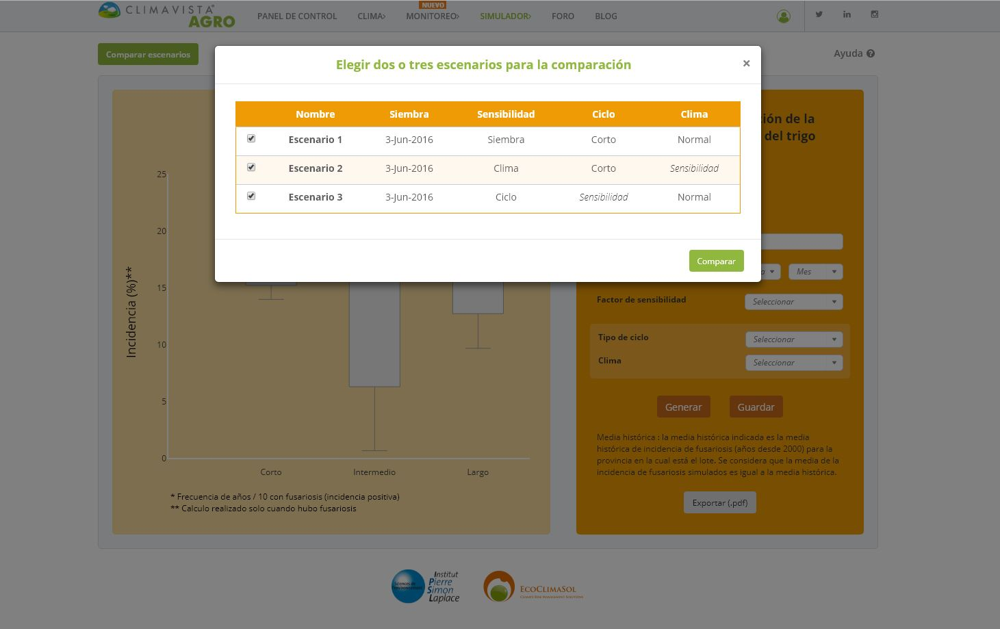 CLIMAVISTA®
AGRO
PANEL DE CONTROL CLIMA› NUEVO MONITOREO› SIMULADOR› FORO BLOG
Comparar escenarios
Ayuda
Elegir dos o tres escenarios para la comparación ×
Nombre Siembra Sensibilidad Ciclo Clima
Escenario 1 3-Jun-2016 Siembra Corto Normal
Escenario 2 3-Jun-2016 Clima Corto Sensibilidad
Escenario 3 3-Jun-2016 Ciclo Sensibilidad Normal
Comparar
ión de la
del trigo
25
20
15
10
5
0
Incidencia (%)**
Corto Intermedio Largo
* Frecuencia de años / 10 con fusariosis (incidencia positiva)
** Calculo realizado solo cuando hubo fusariosis
a Mes
Factor de sensibilidad Seleccionar
Tipo de ciclo Seleccionar
Clima Seleccionar
Generar Guardar
Media histórica : la media histórica indicada es la media
histórica de incidencia de fusariosis (años desde 2000) para la
provincia en la cual está el lote. Se considera que la media de la
incidencia de fusariosis simulados es igual a la media histórica.
Exportar (.pdf)
Sciences de
l'environnement
Institut
Pierre
Simon
Laplace
EcoClimaSol
Climate Risk Management Solutions